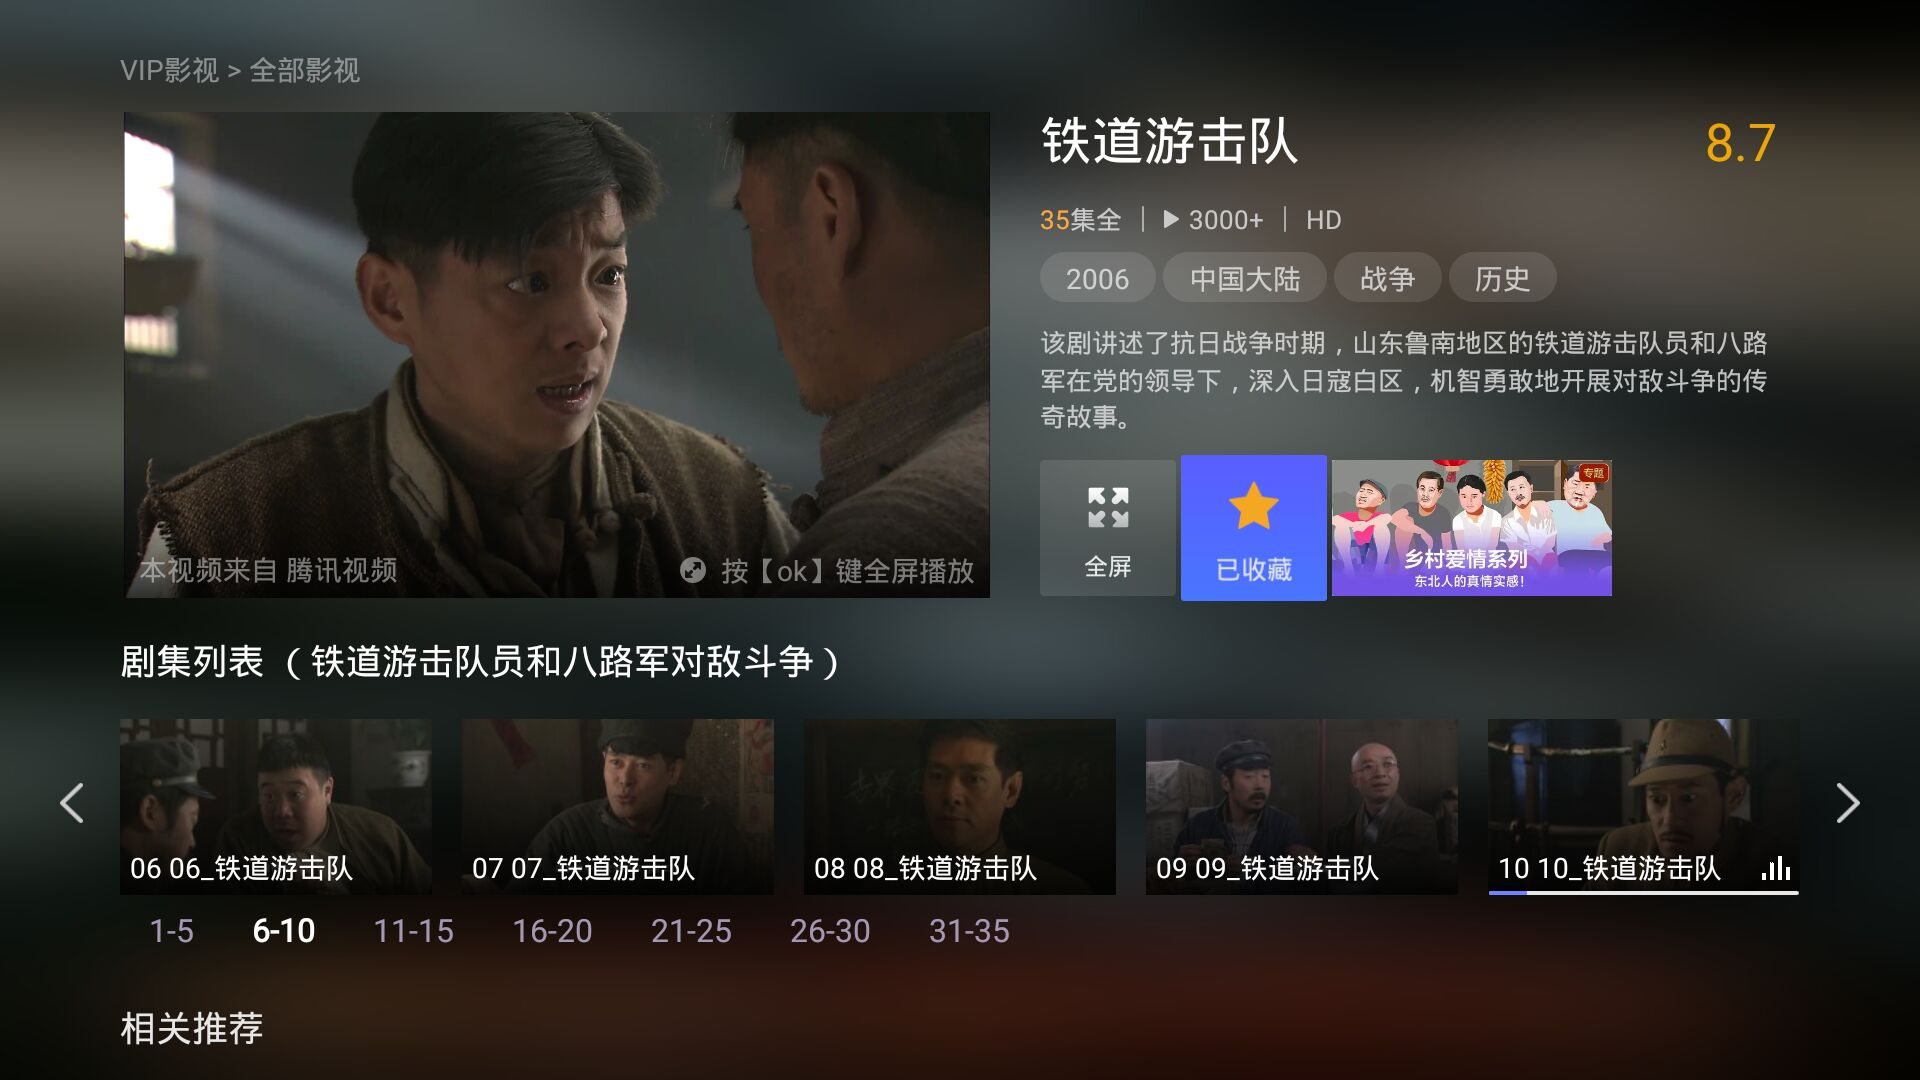 VIP影视 > 全部影视
铁道游击队
8.7
35集全 | 3000+ | HD
2006 中国大陆 战争 历史
该剧讲述了抗日战争时期，山东鲁南地区的铁道游击队员和八路
军在党的领导下，深入日寇白区，机智勇敢地开展对敌斗争的传
奇故事。
本视频来自 腾讯视频
按【ok】键全屏播放
全屏
已收藏
专题
乡村爱情系列
东北人的真情实感！
剧集列表 （铁道游击队员和八路军对敌斗争）
06 06_铁道游击队
07 07_铁道游击队
08 08_铁道游击队
09 09_铁道游击队
10 10_铁道游击队
1-5 6-10 11-15 16-20 21-25 26-30 31-35
相关推荐